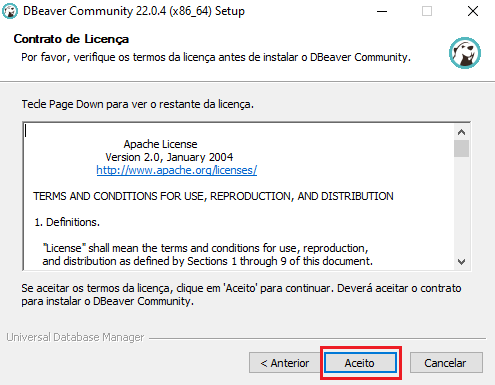 DBeaver Community 22.0.4 (x86_64) Setup
Contrato de Licença
Por favor, verifique os termos da licença antes de instalar o DBeaver Community.
Tecle Page Down para ver o restante da licença.
Apache License
Version 2.0, January 2004
http://www.apache.org/licenses/
TERMS AND CONDITIONS FOR USE, REPRODUCTION, AND DISTRIBUTION
1. Definitions.
"License" shall mean the terms and conditions for use, reproduction,
and distribution as defined by Sections 1 through 9 of this document.
Se aceitar os termos da licença, clique em 'Aceito' para continuar. Deverá aceitar o contrato
para instalar o DBeaver Community.
Universal Database Manager
< Anterior Aceito Cancelar